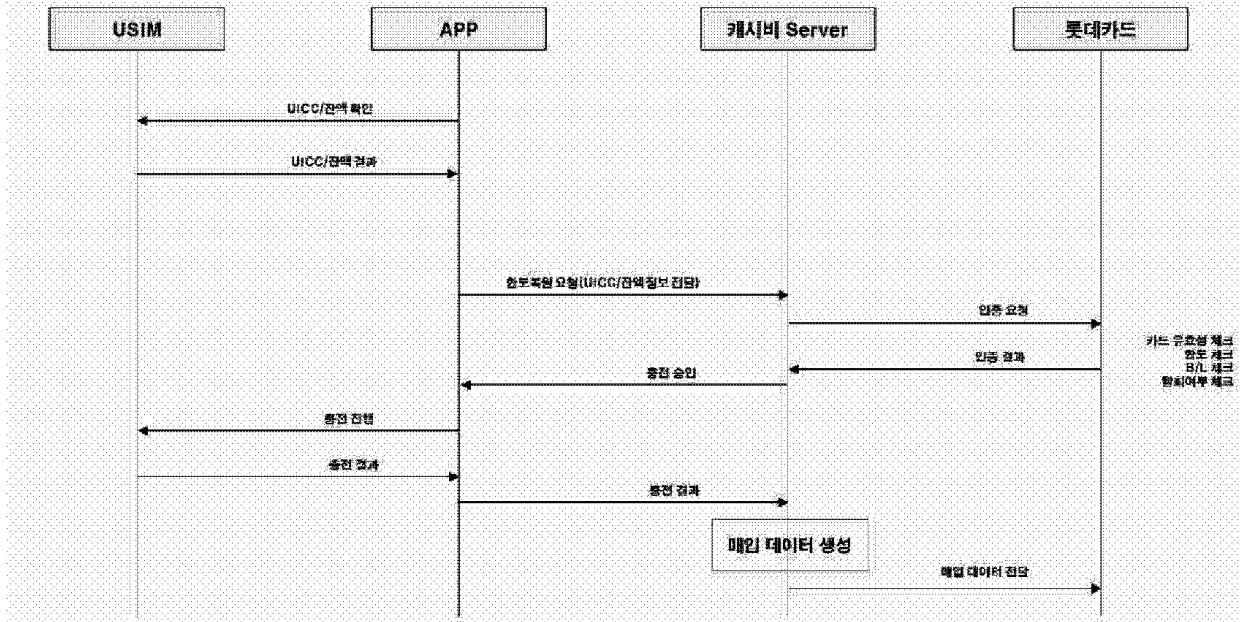 USIM
APP
캐시비 Server
롯데카드
UICC/잔액 확인
UICC/잔액 결과
한도복원 요청(UICC/잔액정보 전달)
인증 요청
카드 유효성 체크
한도 체크
B/L 체크
탈회여부 체크
인증 결과
충전 승인
충전 진행
충전 결과
충전 결과
매입 데이터 생성
매입 데이터 전달